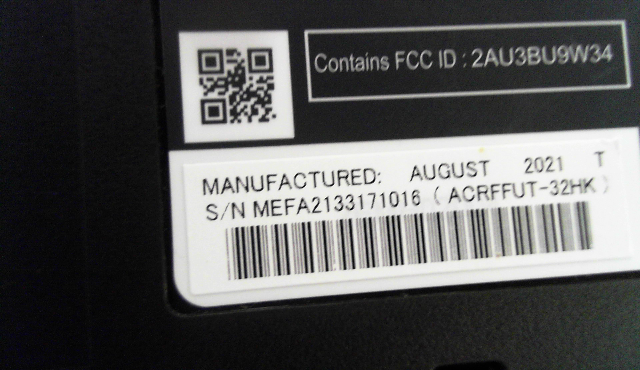 Contains FCC ID : 2AU3BU9W34
MANUFACTURED: AUGUST 2021 T
S/N MEFA2133171016 ( ACRFFUT-32HK )